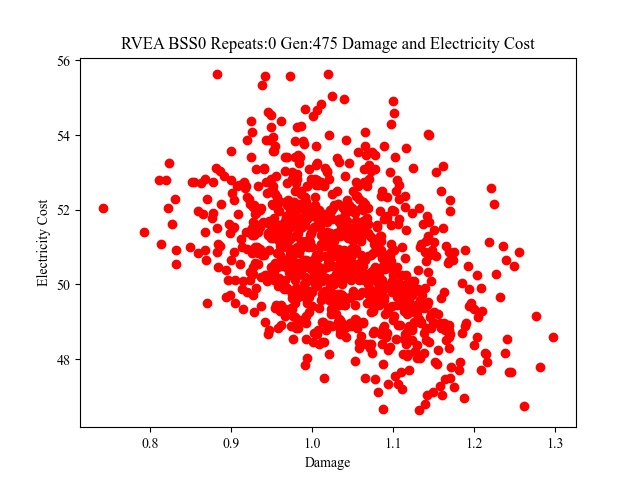 RVEA BSS0 Repeats:0 Gen:475 Damage and Electricity Cost
56
54
52
50
48
Electricity Cost
0.8 0.9 1.0 1.1 1.2 1.3
Damage